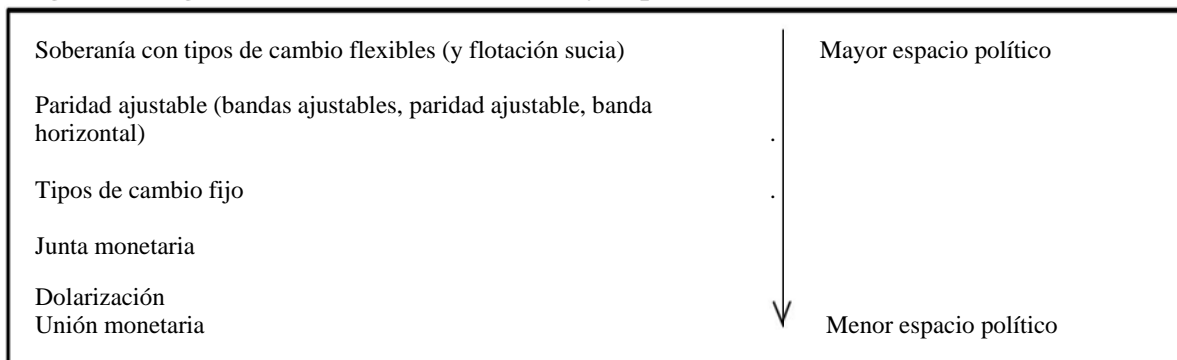 Soberanía con tipos de cambio flexibles (y flotación sucia)
Mayor espacio político
Paridad ajustable (bandas ajustables, paridad ajustable, banda
horizontal)
.
Tipos de cambio fijo
.
Junta monetaria
Dolarización
Unión monetaria
Menor espacio político